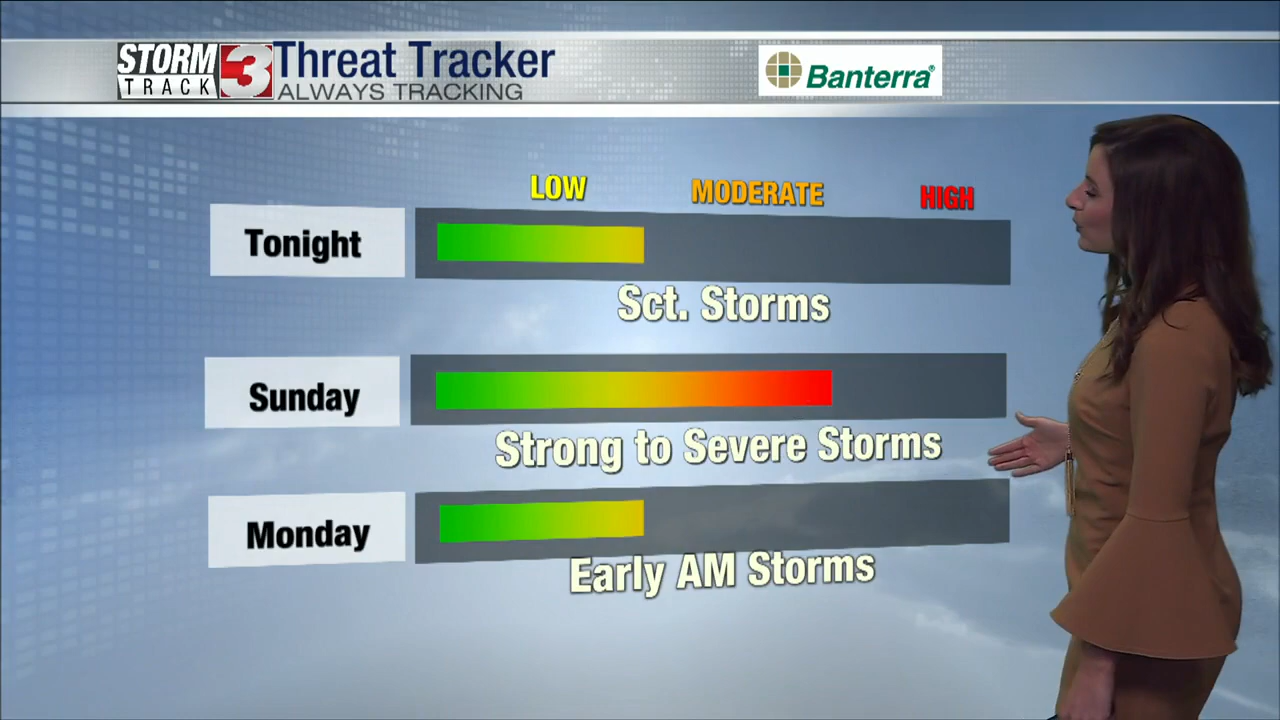 STORM
TRACK
3
Threat Tracker
ALWAYS TRACKING
Banterra®
LOW MODERATE HIGH
Tonight
Sct. Storms
Sunday
Strong to Severe Storms
Monday
Early AM Storms